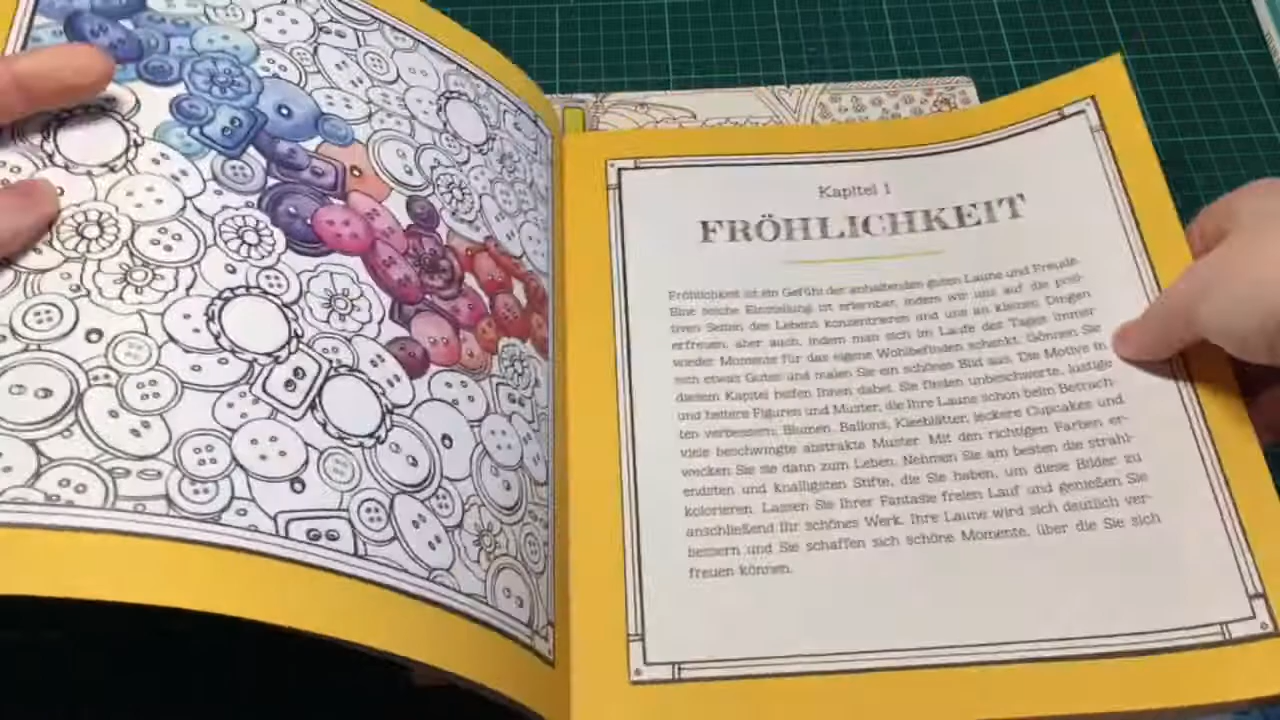 Kapitel 1
FRÖHLICHKEIT
Fröhlichkeit ist ein Gefühl der anhaltenden guten Laune und Freude.
Eine solche Einstellung ist erlernbar, indem wir uns auf die posi-
tiven Seiten des Lebens konzentrieren und uns an kleinen Dingen
erfreuen, aber auch, indem man sich im Laufe des Tages immer
wieder Momente für das eigene Wohlbefinden schenkt. Gönnen Sie
sich etwas Gutes und malen Sie ein schönes Bild aus. Die Motive in
diesem Kapitel helfen Ihnen dabei. Sie finden unbeschwerte, lustige
und heitere Figuren und Muster, die Ihre Laune schon beim Betrach-
ten verbessern: Blumen, Ballons, Kleeblätter, leckere Cupcakes und
viele beschwingte abstrakte Muster. Mit den richtigen Farben er-
wecken Sie sie dann zum Leben. Nehmen Sie am besten die strahl-
endsten und knalligsten Stifte, die Sie haben, um diese Bilder zu
kolorieren. Lassen Sie Ihrer Fantasie freien Lauf und genießen Sie
anschließend Ihr schönes Werk. Ihre Laune wird sich deutlich ver-
bessern und Sie schaffen sich schöne Momente, über die Sie sich
freuen können.